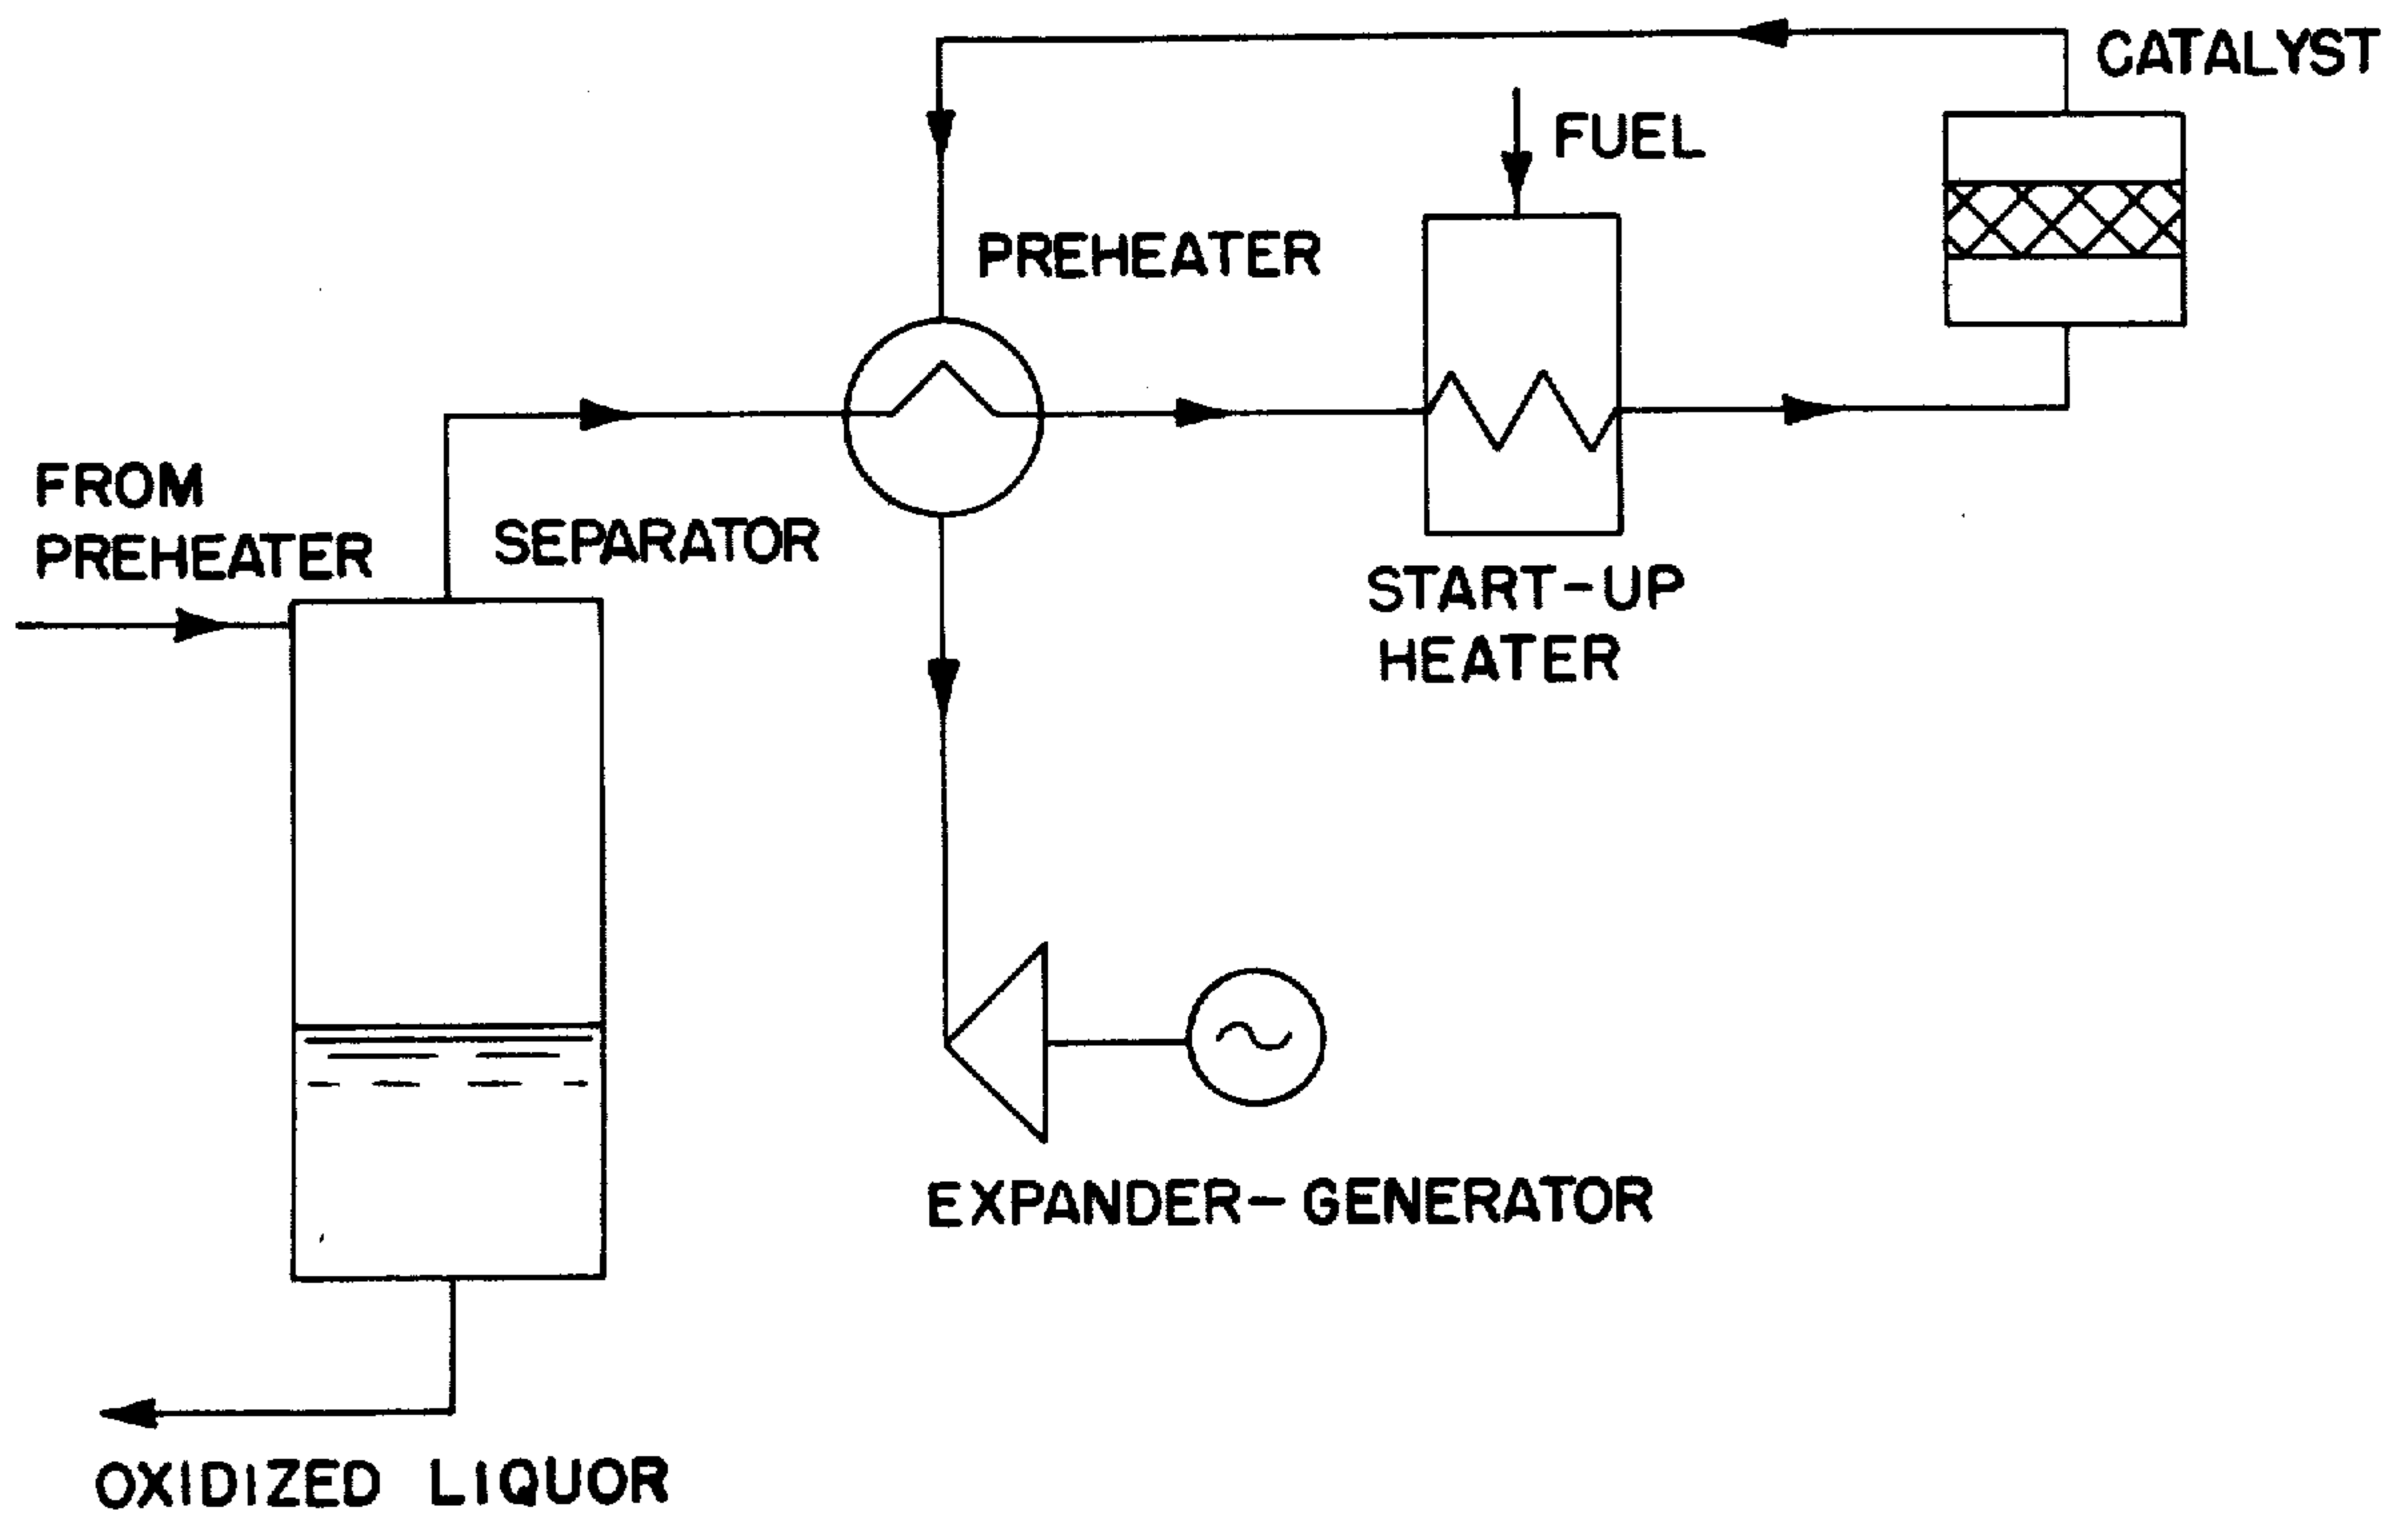 CATALYST
FUEL
PREHEATER
FROM
PREHEATER
SEPARATOR
START-UP
HEATER
EXPANDER-GENERATOR
OXIDIZED LIQUOR